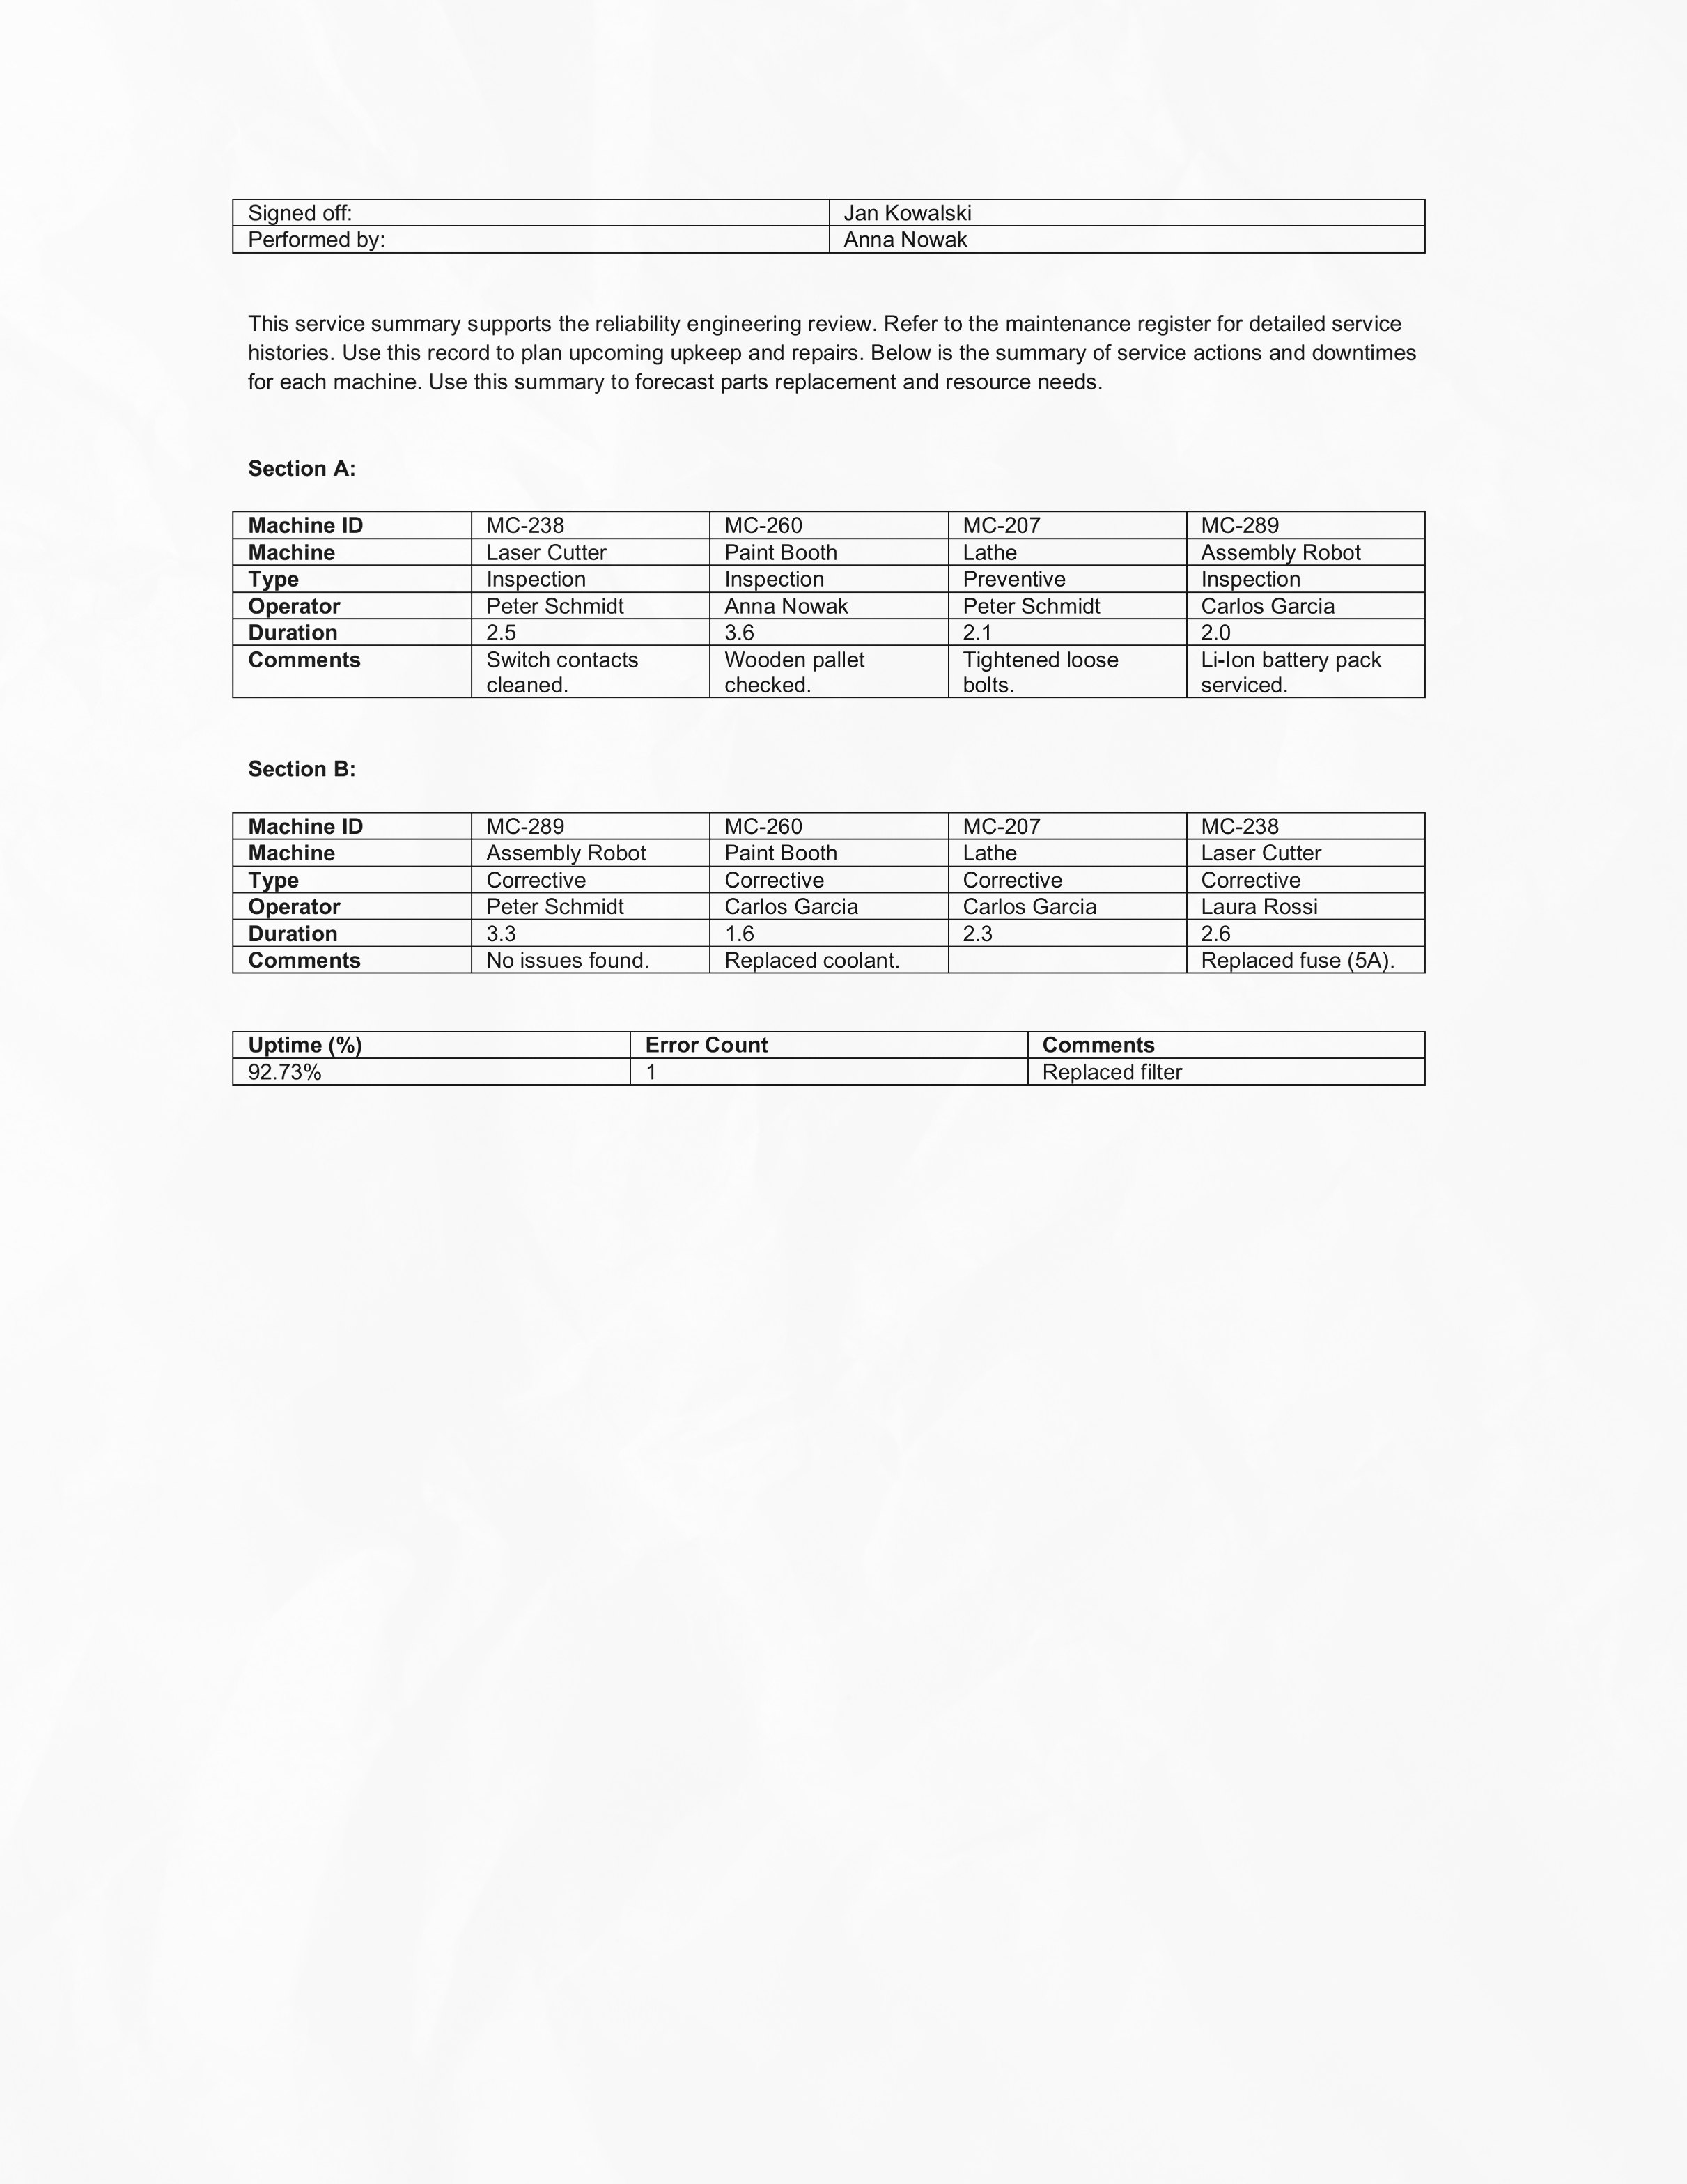 Signed off: Jan Kowalski
Performed by: Anna Nowak
This service summary supports the reliability engineering review. Refer to the maintenance register for detailed service
histories. Use this record to plan upcoming upkeep and repairs. Below is the summary of service actions and downtimes
for each machine. Use this summary to forecast parts replacement and resource needs.
Section A:
Machine ID MC-238 MC-260 MC-207 MC-289
Machine Laser Cutter Paint Booth Lathe Assembly Robot
Type Inspection Inspection Preventive Inspection
Operator Peter Schmidt Anna Nowak Peter Schmidt Carlos Garcia
Duration 2.5 3.6 2.1 2.0
Comments Switch contacts Wooden pallet Tightened loose Li-Ion battery pack
cleaned. checked. bolts. serviced.
Section B:
Machine ID MC-289 MC-260 MC-207 MC-238
Machine Assembly Robot Paint Booth Lathe Laser Cutter
Type Corrective Corrective Corrective Corrective
Operator Peter Schmidt Carlos Garcia Carlos Garcia Laura Rossi
Duration 3.3 1.6 2.3 2.6
Comments No issues found. Replaced coolant. Replaced fuse (5A).
Uptime (%) Error Count Comments
92.73% 1 Replaced filter